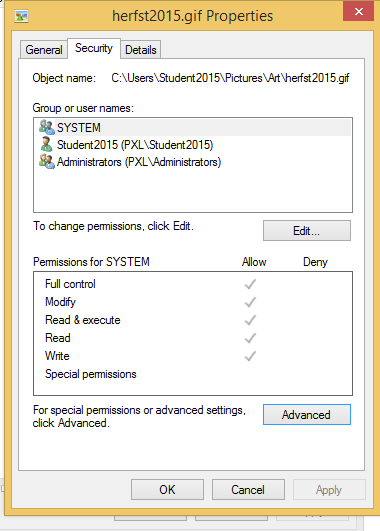 herfst2015.gif Properties
General Security Details
Object name: C:\Users\Student2015\Pictures\Art\herfst2015.gif
Group or user names:
SYSTEM
Student2015 (PXL\Student2015)
Administrators (PXL\Administrators)
To change permissions, click Edit.
Edit...
Permissions for SYSTEM Allow Deny
Full control
Modify
Read & execute
Read
Write
Special permissions
For special permissions or advanced settings,
click Advanced.
Advanced
OK Cancel Apply